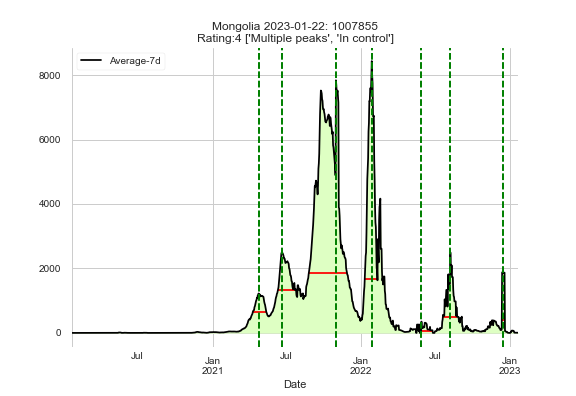 Mongolia 2023-01-22: 1007855
Rating:4 ['Multiple peaks', 'In control']
Average-7d
8000
6000
4000
2000
0
Jul
Jan
2021
Jul
Jan
2022
Jul
Jan
2023
Date